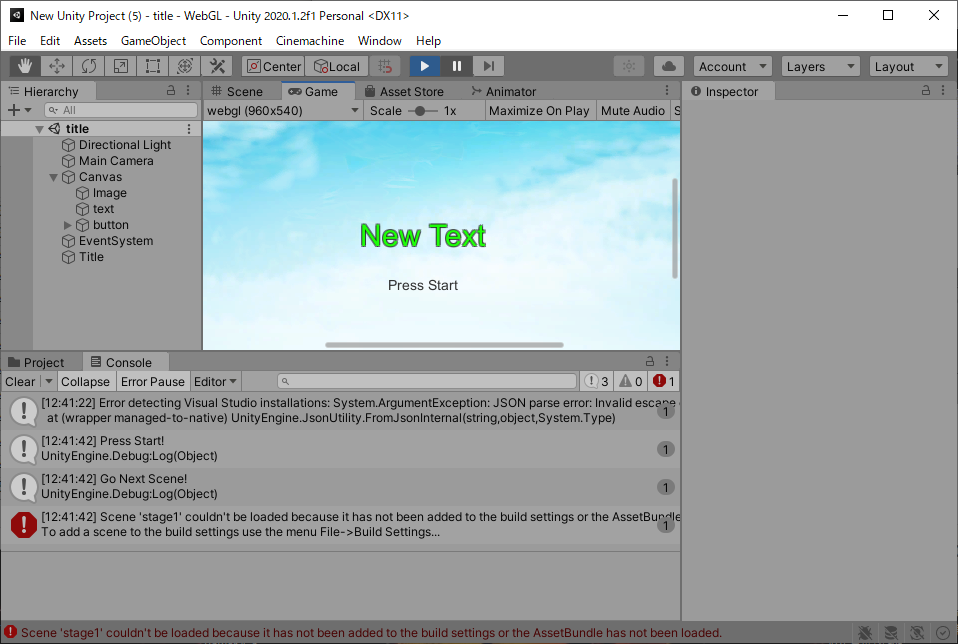 New Unity Project (5) - title - WebGL - Unity 2020.1.2f1 Personal <DX11>
File Edit Assets GameObject Component Cinemachine Window Help
Center Local Account Layers Layout
Hierarchy Scene Game Asset Store Animator Inspector
All webgl (960x540) Scale 1x Maximize On Play Mute Audio S
title
Directional Light
Main Camera
Canvas
Image
text
button
EventSystem
Title
New Text
Press Start
Project Console
Clear Collapse Error Pause Editor 3 0 1
[12:41:22] Error detecting Visual Studio installations: System.ArgumentException: JSON parse error: Invalid escape
at (wrapper managed-to-native) UnityEngine.JsonUtility.FromJsonInternal(string,object,System.Type)
1
[12:41:42] Press Start!
UnityEngine.Debug:Log(Object)
1
[12:41:42] Go Next Scene!
UnityEngine.Debug:Log(Object)
1
[12:41:42] Scene 'stage1' couldn't be loaded because it has not been added to the build settings or the AssetBundle
To add a scene to the build settings use the menu File->Build Settings...
1
Scene 'stage1' couldn't be loaded because it has not been added to the build settings or the AssetBundle has not been loaded.